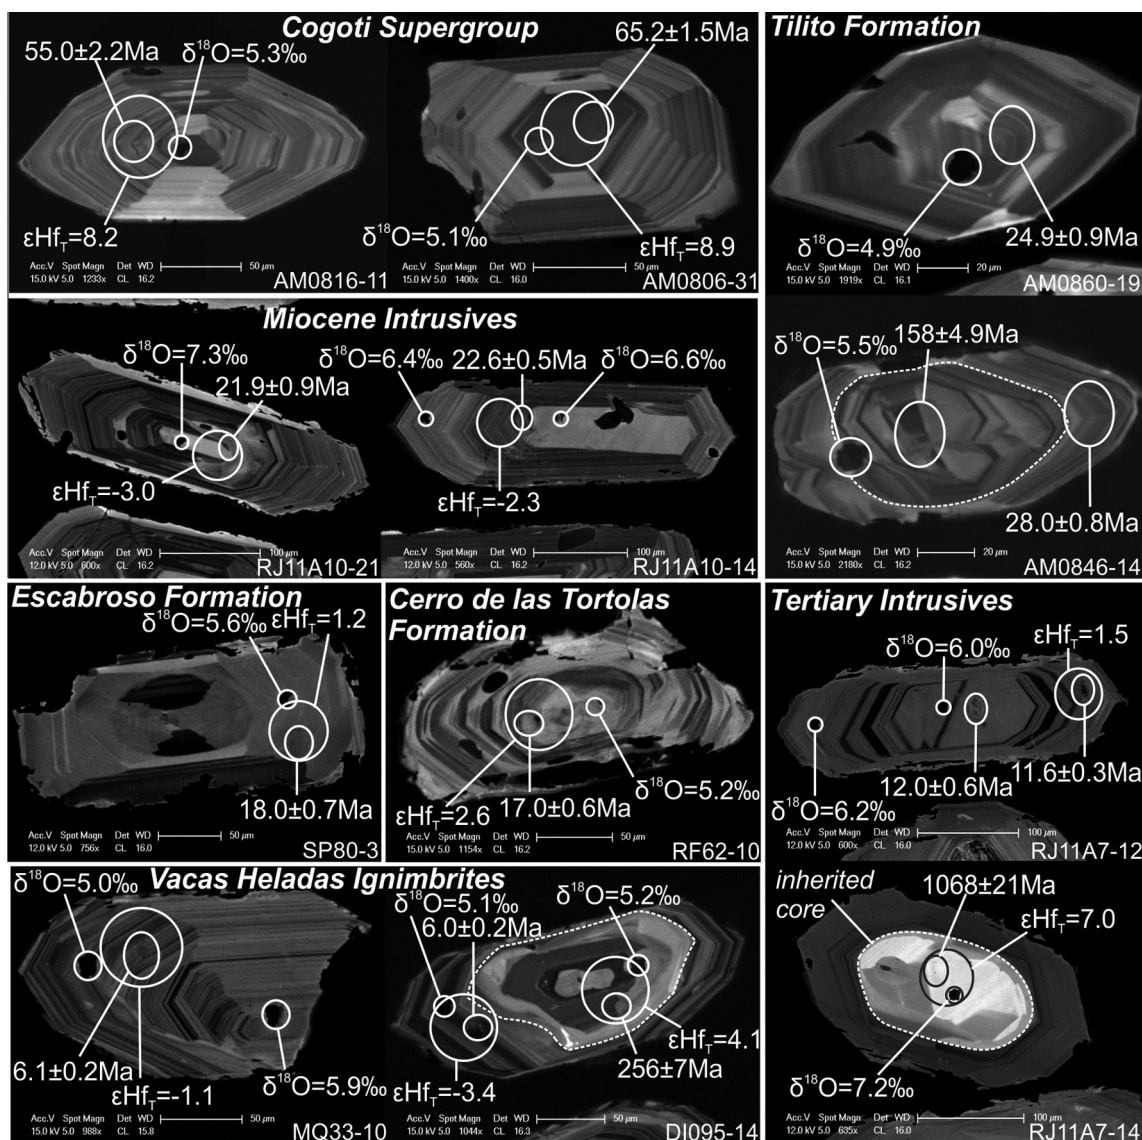 Cogoti Supergroup
55.0±2.2Ma
δ¹⁸O=5.3‰
εHf_T=8.2
Acc.V Spot Magn Det WD
15.0 kV 5.0 1233x CL 16.2
50 μm
AM0816-11
65.2±1.5Ma
δ¹⁸O=5.1‰
εHf_T=8.9
Acc.V Spot Magn Det WD
15.0 kV 5.0 1400x CL 16.0
50 μm
AM0806-31
Tilito Formation
δ¹⁸O=4.9‰
24.9±0.9Ma
Acc.V Spot Magn Det WD
15.0 kV 5.0 1919x CL 16.1
20 μm
AM0860-19
158±4.9Ma
δ¹⁸O=5.5‰
28.0±0.8Ma
Acc.V Spot Magn Det WD
15.0 kV 5.0 2180x CL 16.2
20 μm
AM0846-14
Miocene Intrusives
δ¹⁸O=7.3‰
21.9±0.9Ma
εHf_T=-3.0
Acc.V Spot Magn Det WD
12.0 kV 5.0 600x CL 16.2
100 μm
RJ11A10-21
δ¹⁸O=6.4‰
22.6±0.5Ma
δ¹⁸O=6.6‰
εHf_T=-2.3
Acc.V Spot Magn Det WD
12.0 kV 5.0 560x CL 16.2
100 μm
RJ11A10-14
Escabroso Formation
δ¹⁸O=5.6‰
εHf_T=1.2
18.0±0.7Ma
Acc.V Spot Magn Det WD
12.0 kV 5.0 756x CL 16.0
50 μm
SP80-3
Cerro de las Tortolas
Formation
εHf_T=2.6
17.0±0.6Ma
δ¹⁸O=5.2‰
Acc.V Spot Magn Det WD
15.0 kV 5.0 1154x CL 16.2
50 μm
RF62-10
Tertiary Intrusives
δ¹⁸O=6.0‰
εHf_T=1.5
12.0±0.6Ma
11.6±0.3Ma
δ¹⁸O=6.2‰
Acc.V Spot Magn Det WD
12.0 kV 5.0 600x CL 16.0
100 μm
RJ11A7-12
Vacas Heladas Ignimbrites
δ¹⁸O=5.0‰
6.1±0.2Ma
εHf_T=-1.1
δ¹⁸O=5.9‰
Acc.V Spot Magn Det WD
12.0 kV 5.0 988x CL 15.8
50 μm
MQ33-10
δ¹⁸O=5.1‰
6.0±0.2Ma
δ¹⁸O=5.2‰
εHf_T=4.1
256±7Ma
εHf_T=-3.4
Acc.V Spot Magn Det WD
15.0 kV 5.0 1044x CL 16.3
50 μm
DI095-14
inherited
core
1068±21Ma
εHf_T=7.0
δ¹⁸O=7.2‰
Acc.V Spot Magn Det WD
12.0 kV 5.0 635x CL 16.0
100 μm
RJ11A7-14